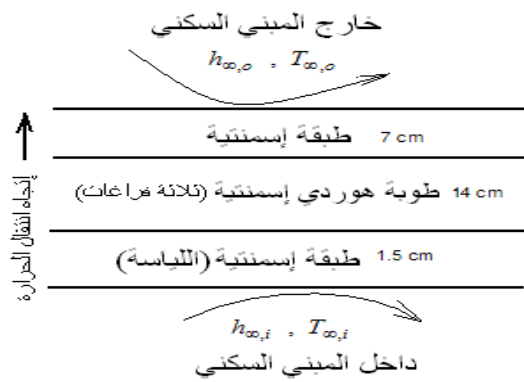 خارج المبني السكني
h∞,o , T∞,o
طبقة إسمنتية 7 cm
طوبة هوردي إسمنتية (ثلاثة فراغات) 14 cm
طبقة إسمنتية (اللياسة) 1.5 cm
h∞,i , T∞,i
داخل المبني السكني
إتجاه انتقال الحرارة